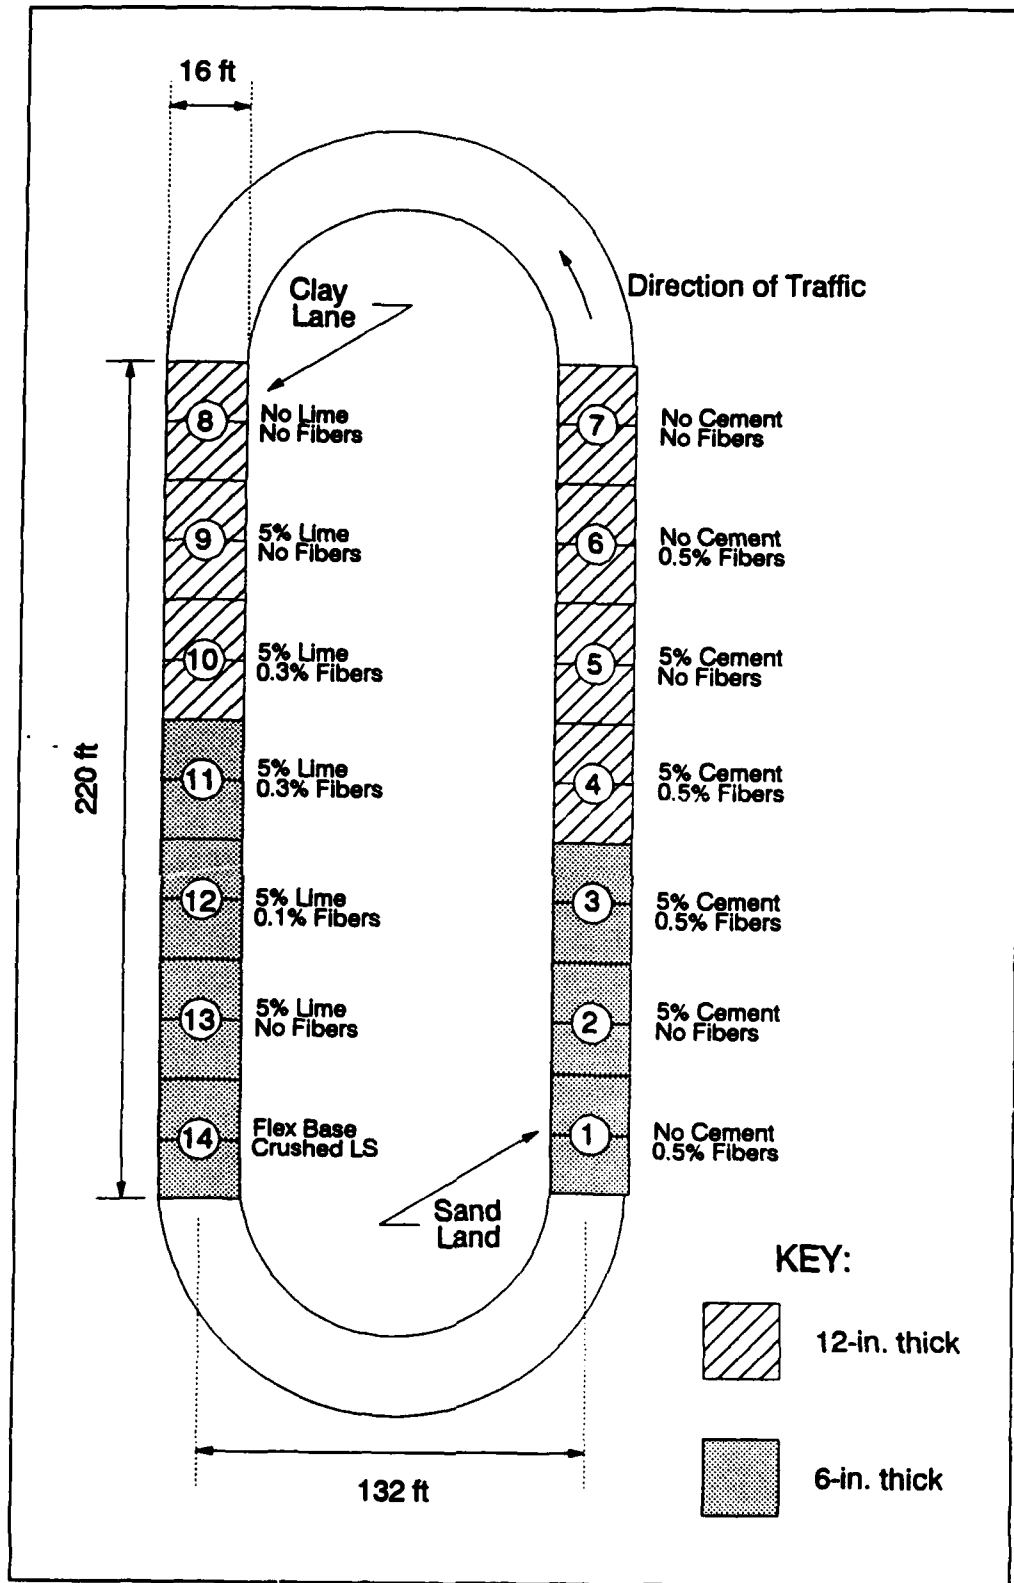 16 ft
Direction of Traffic
Clay
Lane
8
No Lime
No Fibers
7
No Cement
No Fibers
9
5% Lime
No Fibers
6
No Cement
0.5% Fibers
10
5% Lime
0.3% Fibers
5
5% Cement
No Fibers
220 ft
11
5% Lime
0.3% Fibers
4
5% Cement
0.5% Fibers
12
5% Lime
0.1% Fibers
3
5% Cement
0.5% Fibers
13
5% Lime
No Fibers
2
5% Cement
No Fibers
14
Flex Base
Crushed LS
1
No Cement
0.5% Fibers
Sand
Land
KEY:
12-in. thick
6-in. thick
132 ft